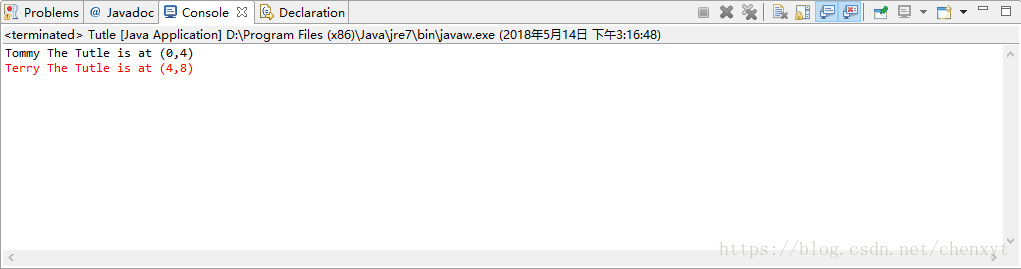 Problems @ Javadoc Console Declaration
<terminated> Tutle [Java Application] D:\Program Files (x86)\Java\jre7\bin\javaw.exe (2018年5月14日 下午3:16:48)
Tommy The Tutle is at (0,4)
Terry The Tutle is at (4,8)
https://blog.csdn.net/chenxyt